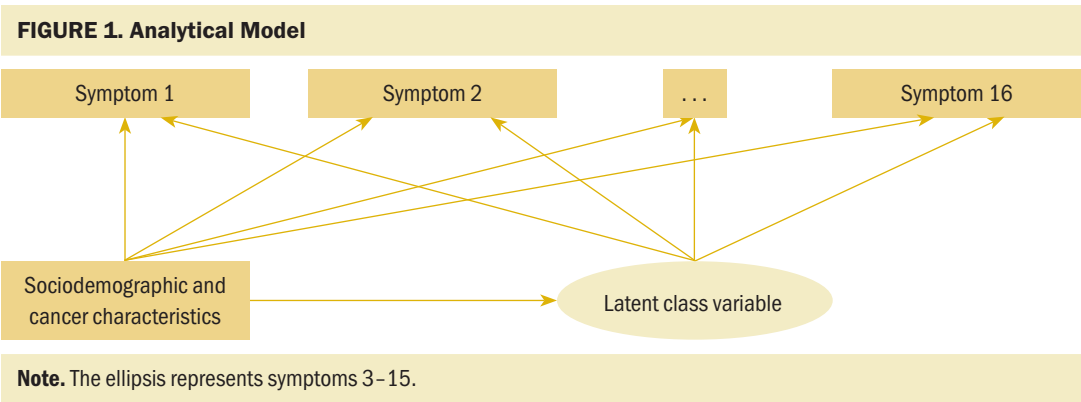 FIGURE 1. Analytical Model
Symptom 1
Symptom 2
. . .
Symptom 16
Sociodemographic and
cancer characteristics
Latent class variable
Note. The ellipsis represents symptoms 3–15.